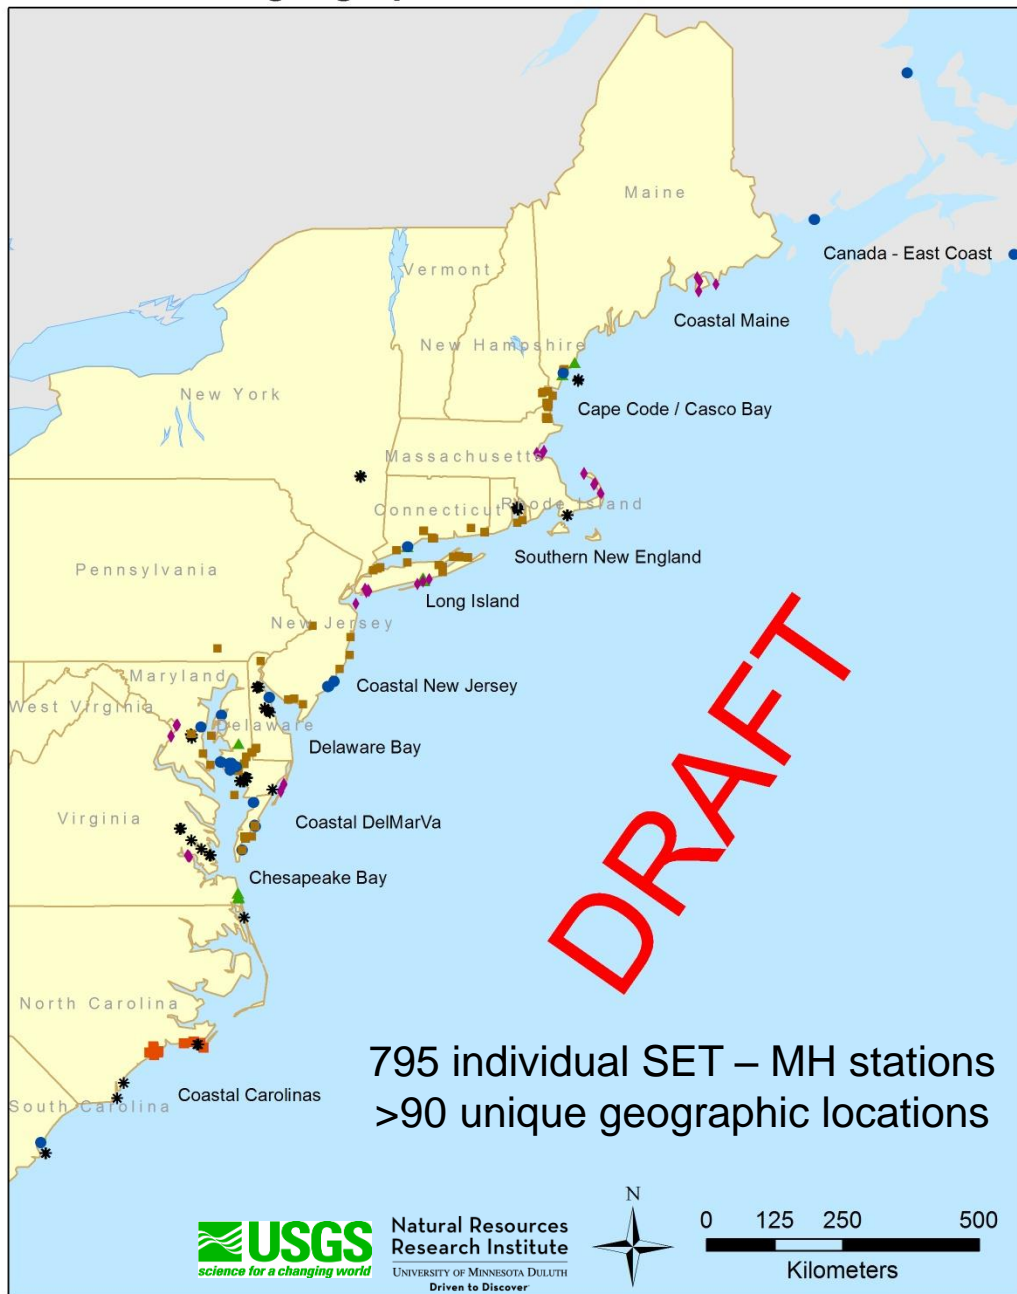 Maine
Canada - East Coast
Vermont
Coastal Maine
New Hampshire
New York
Cape Code / Casco Bay
Massachusetts
Connecticut
Rhode Island
Southern New England
Pennsylvania
Long Island
New Jersey
Maryland
Coastal New Jersey
West Virginia
Delaware
Delaware Bay
DRAFT
Virginia
Coastal DelMarVa
Chesapeake Bay
North Carolina
795 individual SET – MH stations
>90 unique geographic locations
Coastal Carolinas
South Carolina
USGS
science for a changing world
Natural Resources
Research Institute
University of Minnesota Duluth
Driven to Discover
N
0 125 250 500
Kilometers